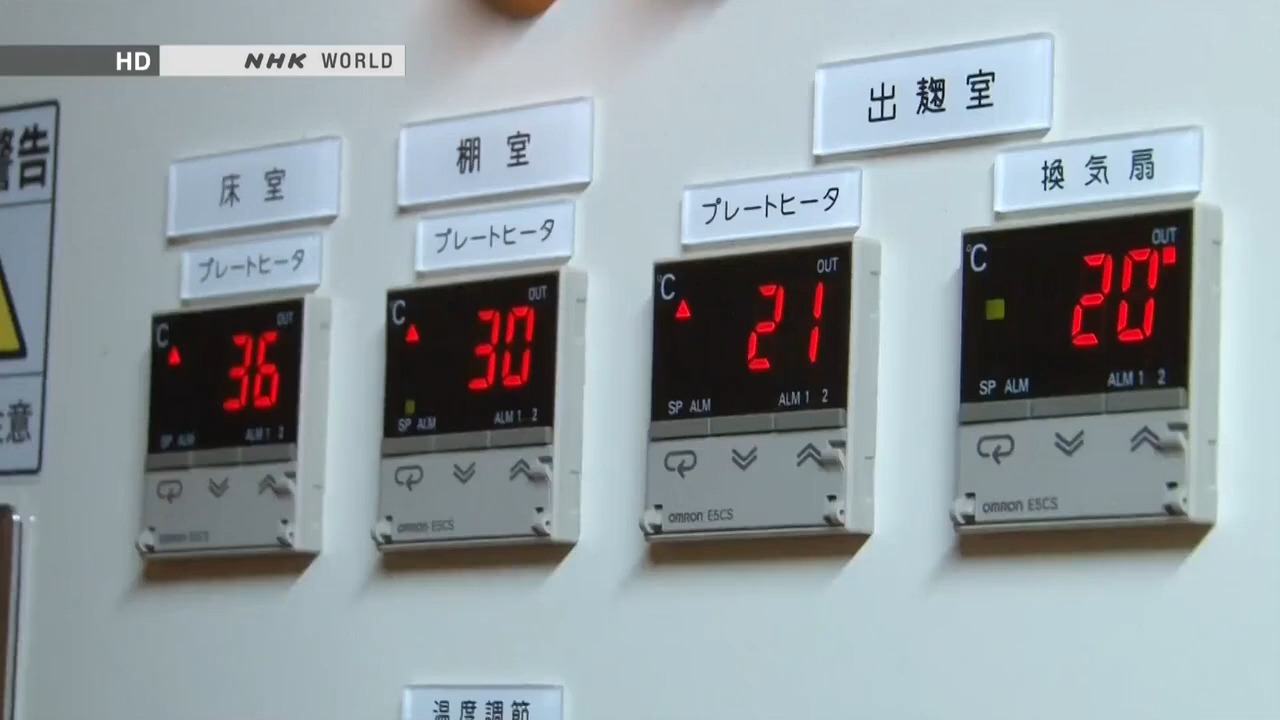 HD NHK WORLD
警告
注意
床室
プレートヒータ
℃ OUT
36
SP ALM ALM 1 2
棚室
プレートヒータ
℃ OUT
30
SP ALM ALM 1 2
OMRON E5CS
出麹室
プレートヒータ
℃ OUT
21
SP ALM ALM 1 2
OMRON E5CS
換気扇
℃ OUT
20
SP ALM ALM 1 2
OMRON E5CS
温度調節